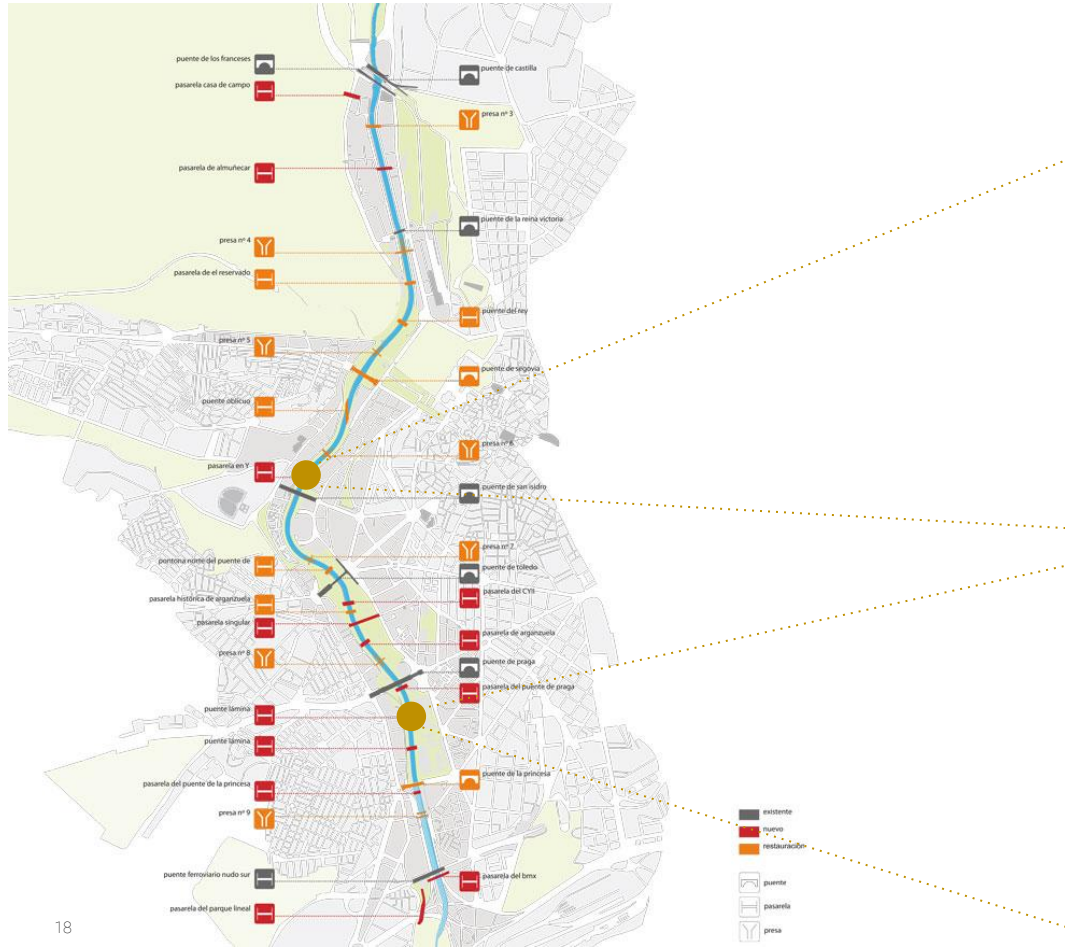 puente de los franceses
puente de castilla
pasarela casa de campo
presa nº 3
pasarela de almuñecar
puente de la reina victoria
presa nº 4
pasarela de el reservado
puente del rey
presa nº 5
puente de segovia
puente oblicuo
presa nº 6
pasarela en Y
puente de san isidro
presa nº 7
pontona norte del puente de
puente de toledo
pasarela del CYII
pasarela histórica de arganzuela
pasarela singular
pasarela de arganzuela
presa nº 8
puente de praga
pasarela del puente de praga
puente lámina
puente lámina
puente de la princesa
pasarela del puente de la princesa
presa nº 9
existente
nuevo
restauración
puente ferroviario nudo sur
pasarela del bmx
puente
pasarela del parque lineal
pasarela
presa
18